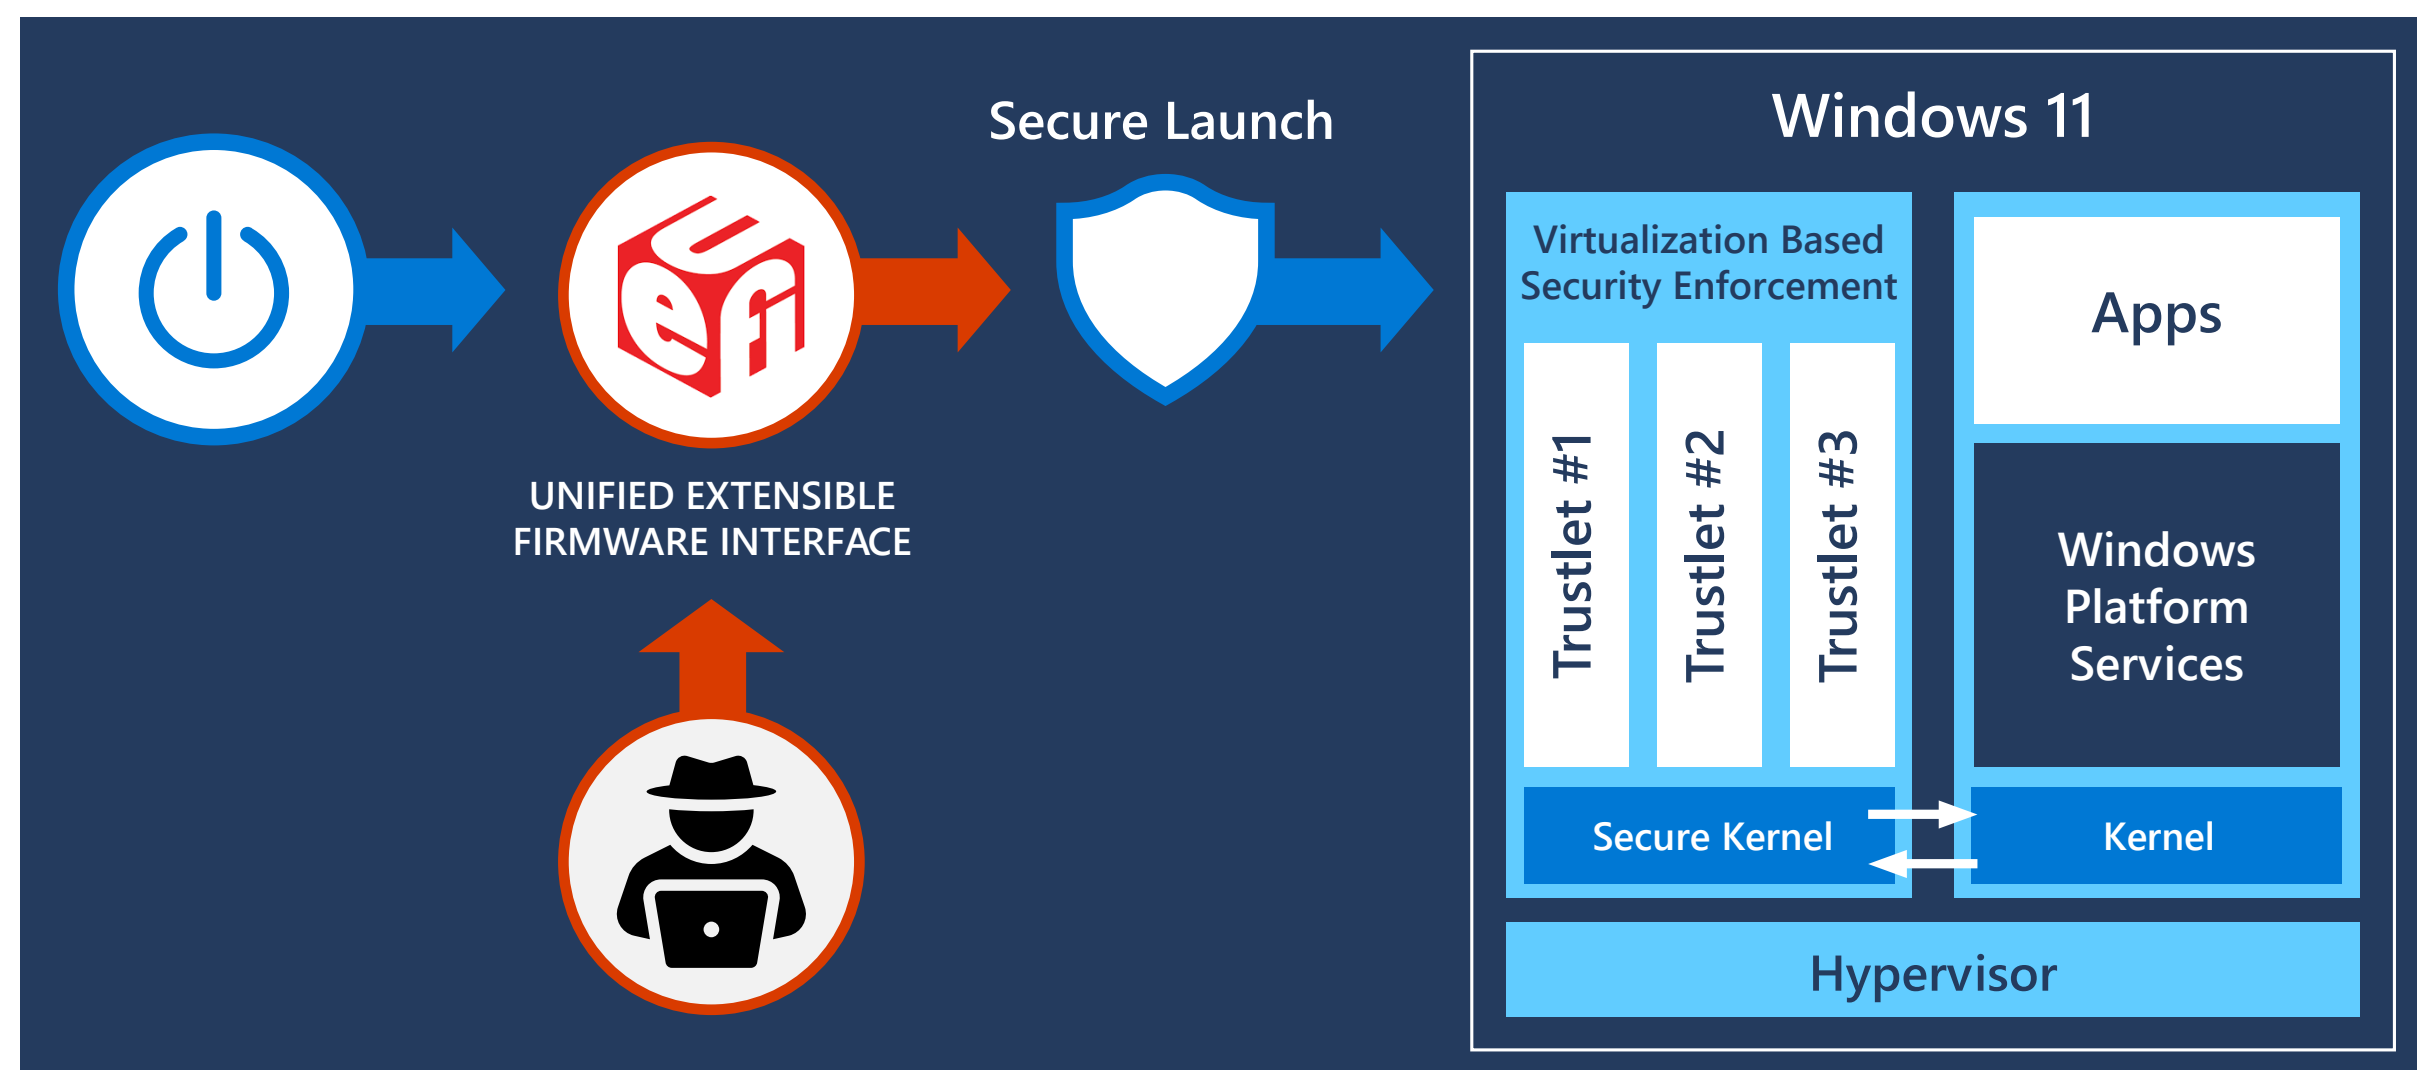 Secure Launch
UEFI
UNIFIED EXTENSIBLE
FIRMWARE INTERFACE
Windows 11
Virtualization Based
Security Enforcement
Trustlet #1
Trustlet #2
Trustlet #3
Secure Kernel
Apps
Windows
Platform
Services
Kernel
Hypervisor